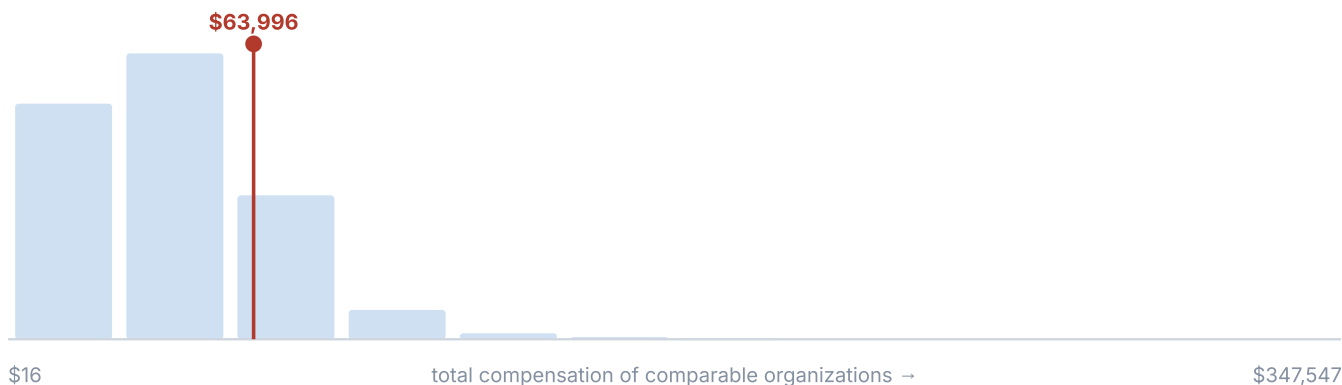 $63,996
$16
total compensation of comparable organizations →
$347,547